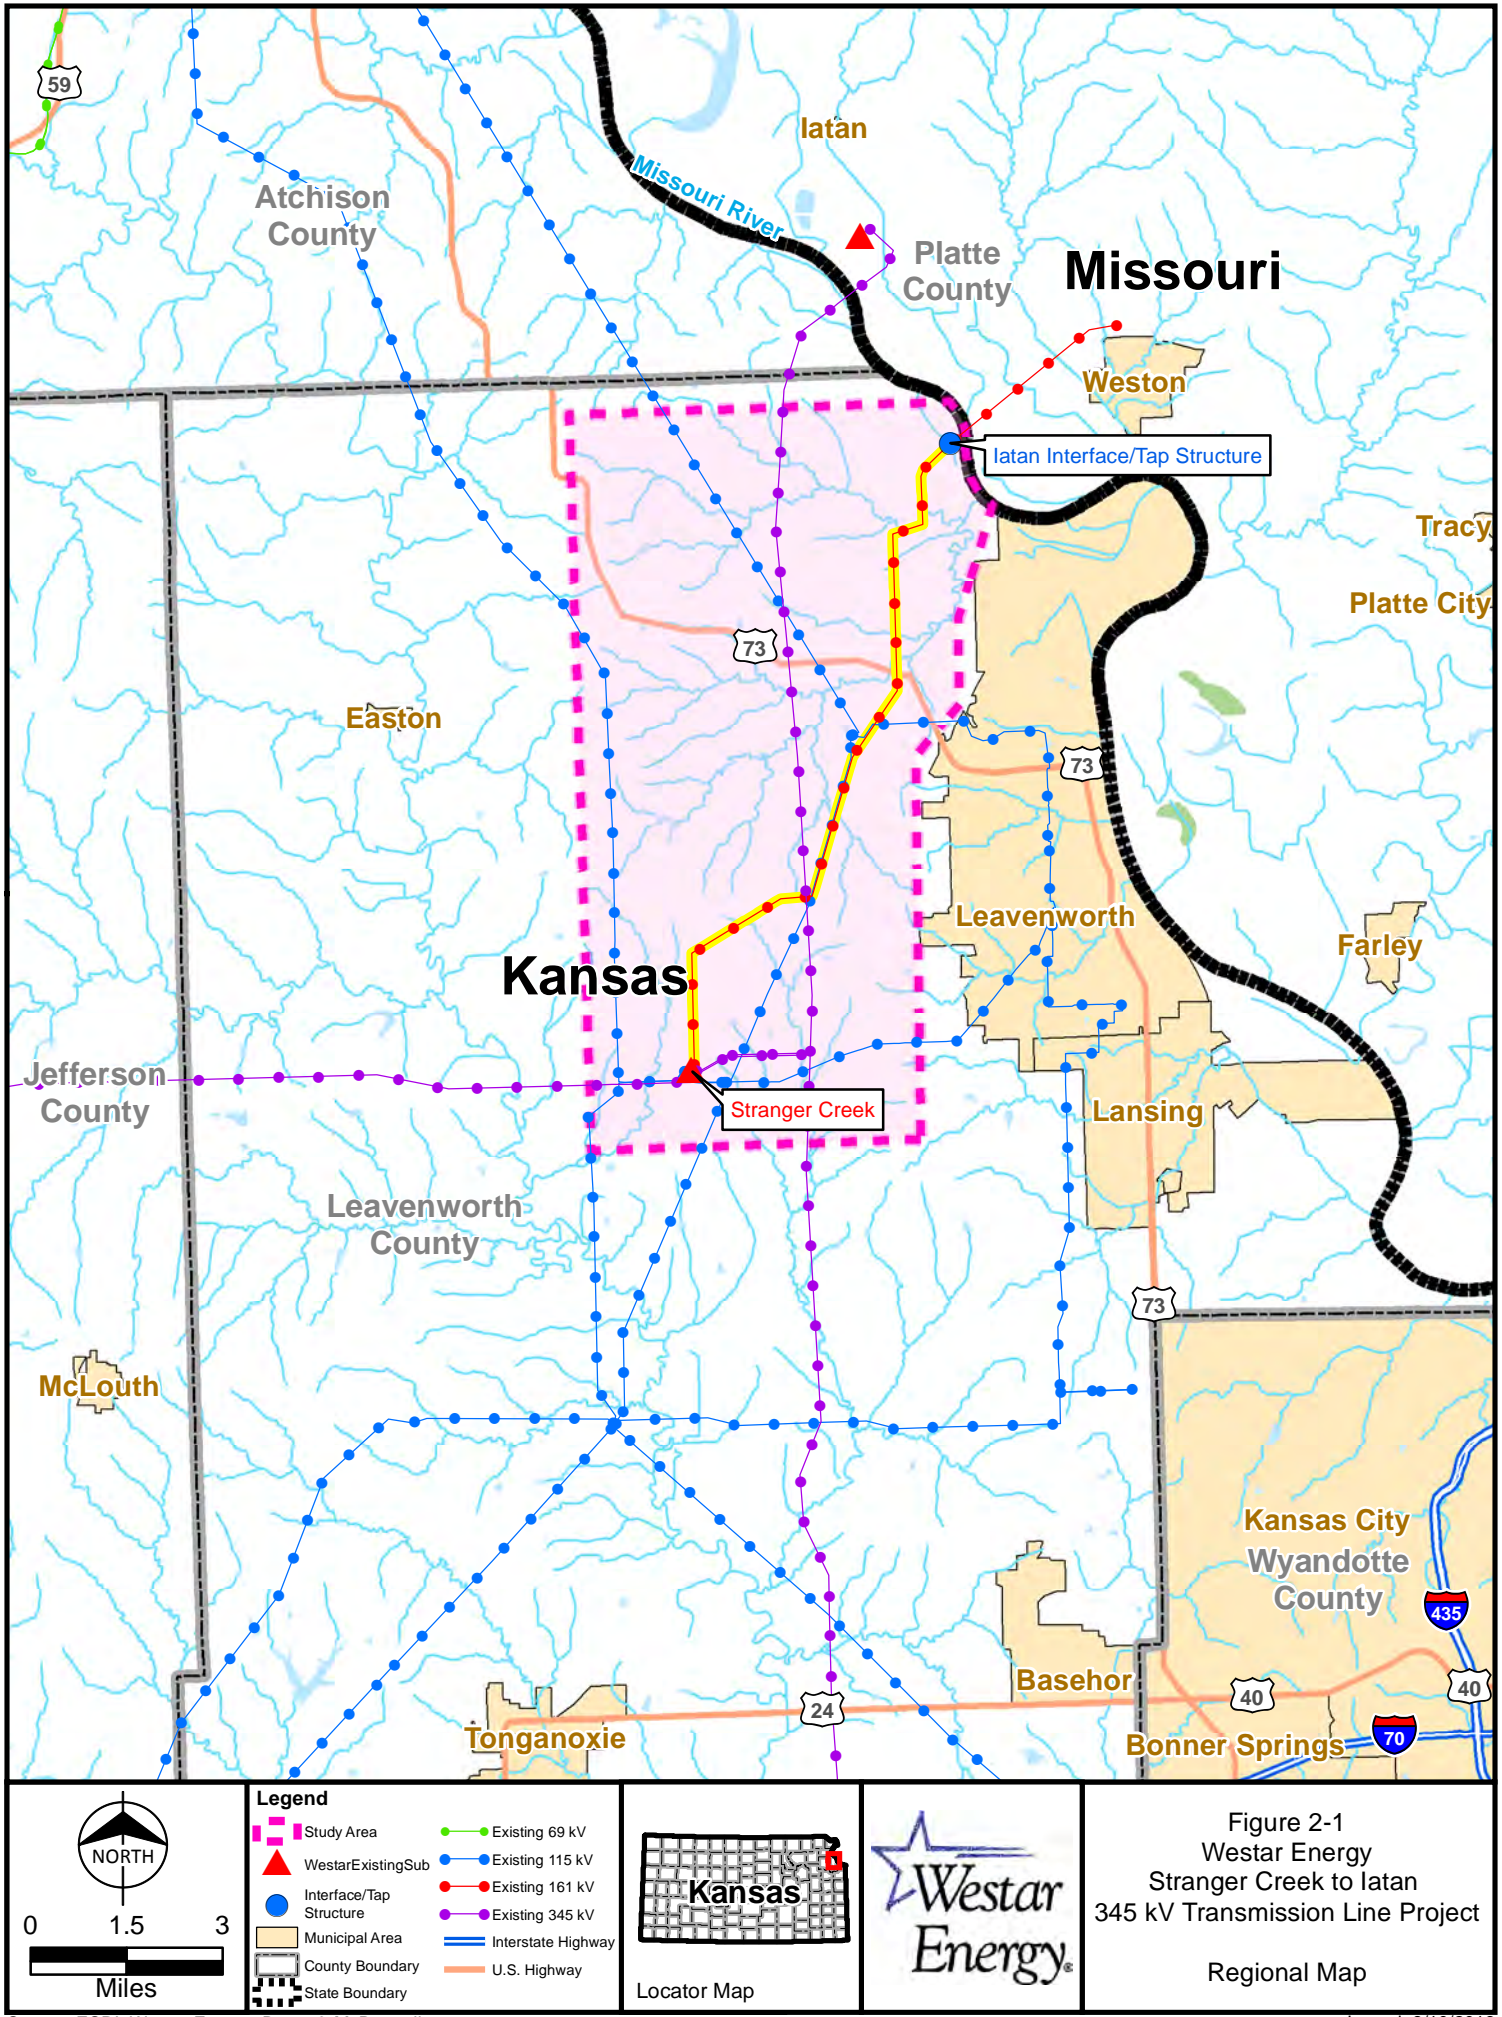 59
Iatan
Atchison
County
Missouri River
Platte
County
Missouri
Weston
Iatan Interface/Tap Structure
Tracy
Platte City
73
Easton
73
Leavenworth
Farley
Kansas
Jefferson
County
Stranger Creek
Lansing
Leavenworth
County
73
McLouth
Kansas City
Wyandotte
County
435
Basehor
40
40
24
Tonganoxie
Bonner Springs
70
NORTH
0 1.5 3
Miles
Legend
Study Area
WestarExistingSub
Interface/Tap
Structure
Municipal Area
County Boundary
State Boundary
Existing 69 kV
Existing 115 kV
Existing 161 kV
Existing 345 kV
Interstate Highway
U.S. Highway
Kansas
Locator Map
Westar
Energy®
Figure 2-1
Westar Energy
Stranger Creek to Iatan
345 kV Transmission Line Project
Regional Map